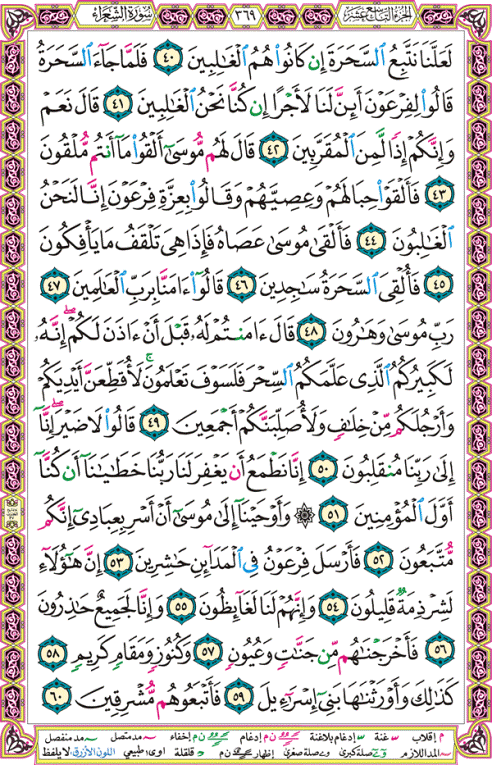 الجزء التاسع عشر ٣٦٩ سورة الشعراء
لَعَلَّنَا نَتَّبِعُ ٱلسَّحَرَةَ إِن كَانُوا۟ هُمُ ٱلْغَـٰلِبِينَ ٤٠ فَلَمَّا جَآءَ ٱلسَّحَرَةُ
قَالُوا۟ لِفِرْعَوْنَ أَئِنَّ لَنَا لَأَجْرًا إِن كُنَّا نَحْنُ ٱلْغَـٰلِبِينَ ٤١ قَالَ نَعَمْ
وَإِنَّكُمْ إِذًا لَّمِنَ ٱلْمُقَرَّبِينَ ٤٢ قَالَ لَهُم مُّوسَىٰٓ أَلْقُوا۟ مَآ أَنتُم مُّلْقُونَ
٤٣ فَأَلْقَوْا۟ حِبَالَهُمْ وَعِصِيَّهُمْ وَقَالُوا۟ بِعِزَّةِ فِرْعَوْنَ إِنَّا لَنَحْنُ
ٱلْغَـٰلِبُونَ ٤٤ فَأَلْقَىٰ مُوسَىٰ عَصَاهُ فَإِذَا هِىَ تَلْقَفُ مَا يَأْفِكُونَ
٤٥ فَأُلْقِىَ ٱلسَّحَرَةُ سَـٰجِدِينَ ٤٦ قَالُوٓا۟ ءَامَنَّا بِرَبِّ ٱلْعَـٰلَمِينَ ٤٧
رَبِّ مُوسَىٰ وَهَـٰرُونَ ٤٨ قَالَ ءَامَنتُمْ لَهُۥ قَبْلَ أَنْ ءَاذَنَ لَكُمْ ۖ إِنَّهُۥ
لَكَبِيرُكُمُ ٱلَّذِى عَلَّمَكُمُ ٱلسِّحْرَ فَلَسَوْفَ تَعْلَمُونَ ۚ لَأُقَطِّعَنَّ أَيْدِيَكُمْ
وَأَرْجُلَكُم مِّنْ خِلَـٰفٍ وَلَأُصَلِّبَنَّكُمْ أَجْمَعِينَ ٤٩ قَالُوا۟ لَا ضَيْرَ ۖ إِنَّآ
إِلَىٰ رَبِّنَا مُنقَلِبُونَ ٥٠ إِنَّا نَطْمَعُ أَن يَغْفِرَ لَنَا رَبُّنَا خَطَـٰيَـٰنَآ أَن كُنَّآ
أَوَّلَ ٱلْمُؤْمِنِينَ ٥١ ۞ وَأَوْحَيْنَآ إِلَىٰ مُوسَىٰٓ أَنْ أَسْرِ بِعِبَادِىٓ إِنَّكُم
مُّتَّبَعُونَ ٥٢ فَأَرْسَلَ فِرْعَوْنُ فِى ٱلْمَدَآئِنِ حَـٰشِرِينَ ٥٣ إِنَّ هَـٰٓؤُلَآءِ
لَشِرْذِمَةٌ قَلِيلُونَ ٥٤ وَإِنَّهُمْ لَنَا لَغَآئِظُونَ ٥٥ وَإِنَّا لَجَمِيعٌ حَـٰذِرُونَ
٥٦ فَأَخْرَجْنَـٰهُم مِّن جَنَّـٰتٍ وَعُيُونٍ ٥٧ وَكُنُوزٍ وَمَقَامٍ كَرِيمٍ ٥٨
كَذَٰلِكَ وَأَوْرَثْنَـٰهَا بَنِىٓ إِسْرَٰٓءِيلَ ٥٩ فَأَتْبَعُوهُم مُّشْرِقِينَ ٦٠
م إقلاب غنة إدغام بلاغنة ن م إدغام ن م إخفاء مد متصل مد منفصل
المد اللازم صلة كبرى صلة صغرى إظهار ن م قلقلة اوى: طبيعي اللون الأزرق: لا يلفظ